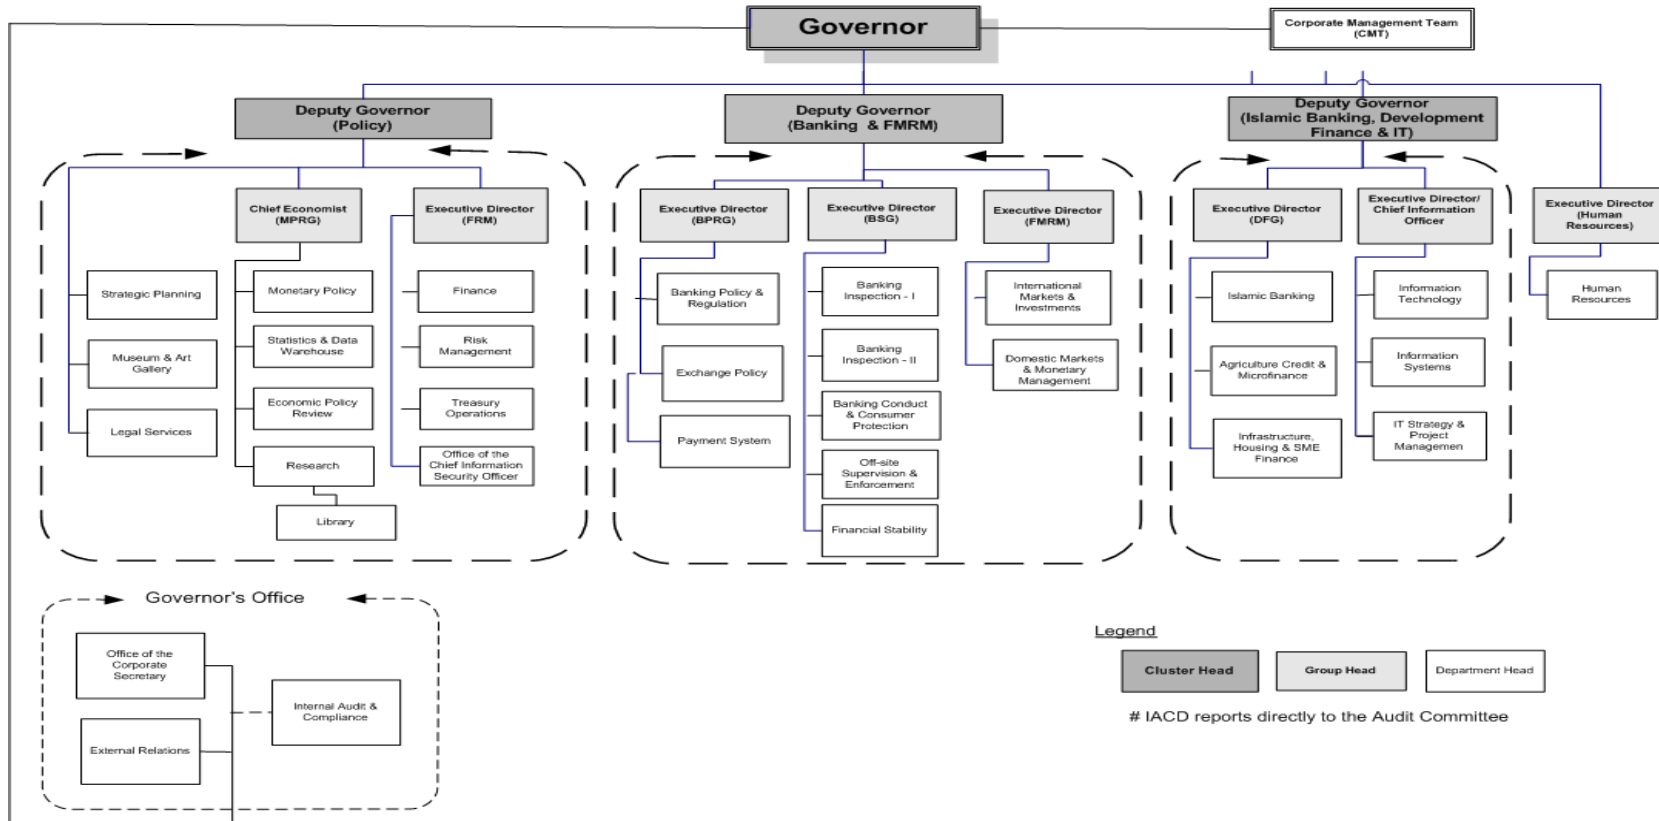 Governor
Corporate Management Team
(CMT)
Deputy Governor
(Policy)
Deputy Governor
(Banking & FMRM)
Deputy Governor
(Islamic Banking, Development
Finance & IT)
Chief Economist
(MPRG)
Executive Director
(FRM)
Executive Director
(BPRG)
Executive Director
(BSG)
Executive Director
(FMRM)
Executive Director
(DFG)
Executive Director/
Chief Information
Officer
Executive Director
(Human
Resources)
Strategic Planning
Museum & Art
Gallery
Legal Services
Monetary Policy
Statistics & Data
Warehouse
Economic Policy
Review
Research
Library
Finance
Risk
Management
Treasury
Operations
Office of the
Chief Information
Security Officer
Banking Policy &
Regulation
Exchange Policy
Payment System
Banking
Inspection - I
Banking
Inspection - II
Banking Conduct
& Consumer
Protection
Off-site
Supervision &
Enforcement
Financial Stability
International
Markets &
Investments
Domestic Markets
& Monetary
Management
Islamic Banking
Agriculture Credit &
Microfinance
Infrastructure,
Housing & SME
Finance
Information
Technology
Information
Systems
IT Strategy &
Project
Managemen
Human
Resources
Governor's Office
Office of the
Corporate
Secretary
External Relations
Internal Audit &
Compliance
Legend
Cluster Head
Group Head
Department Head
# IACD reports directly to the Audit Committee